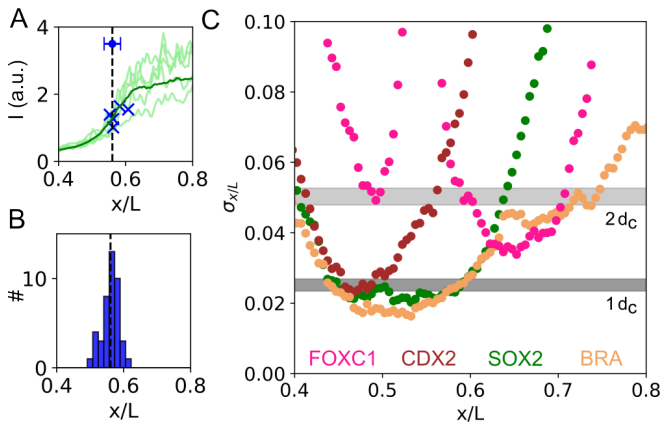 A
I (a.u.)
4
2
0
0.4 0.6 0.8
x/L
B
#
10
0
0.4 0.6 0.8
x/L
C
σx/L
0.10
0.08
0.06
0.04
0.02
0.00
2 dc
1 dc
FOXC1 CDX2 SOX2 BRA
0.4 0.5 0.6 0.7 0.8
x/L